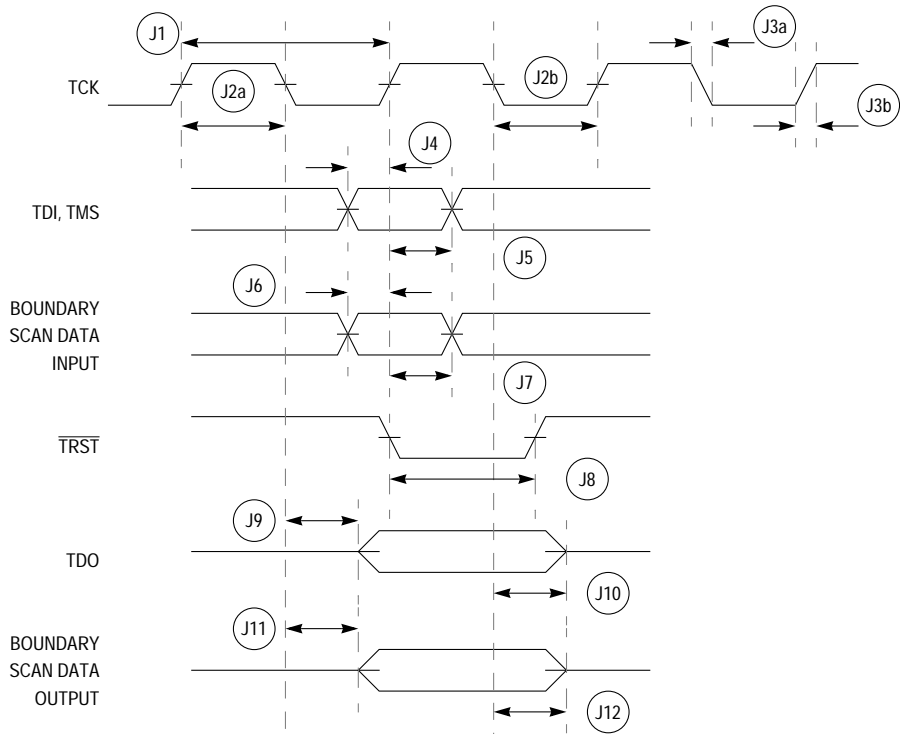 J1
J3a
TCK
J2a
J2b
J3b
J4
TDI, TMS
J5
J6
BOUNDARY
SCAN DATA
INPUT
J7
TRST
J8
J9
TDO
J10
J11
BOUNDARY
SCAN DATA
OUTPUT
J12